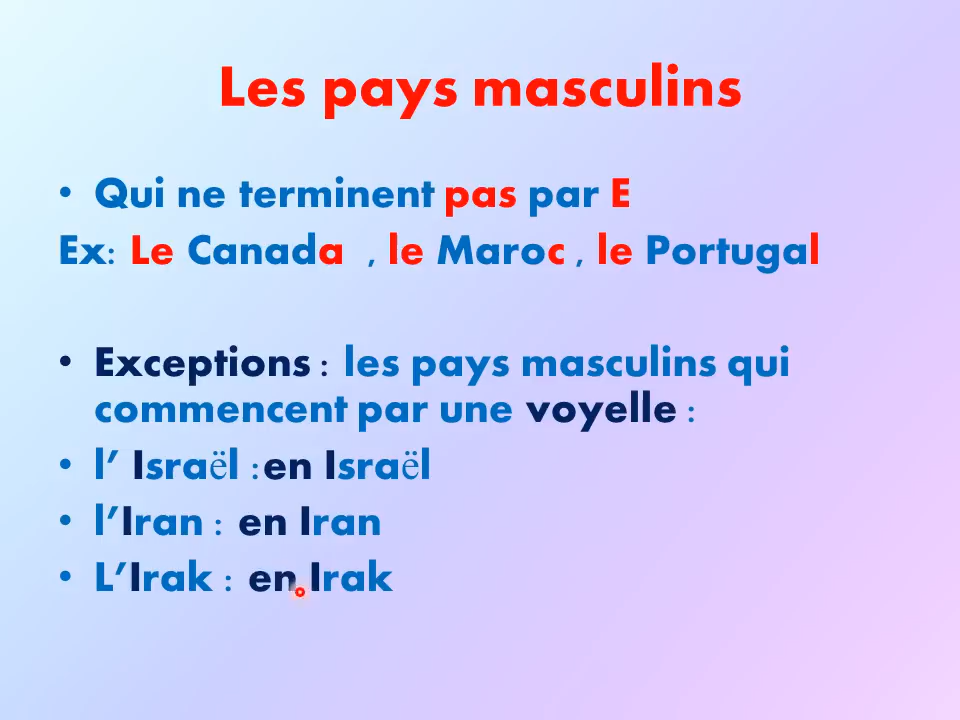 Les pays masculins
• Qui ne terminent pas par E
Ex: Le Canada , le Maroc , le Portugal
• Exceptions : les pays masculins qui
commencent par une voyelle :
• l’ Israël :en Israël
• l’Iran : en Iran
• L’Irak : en Irak